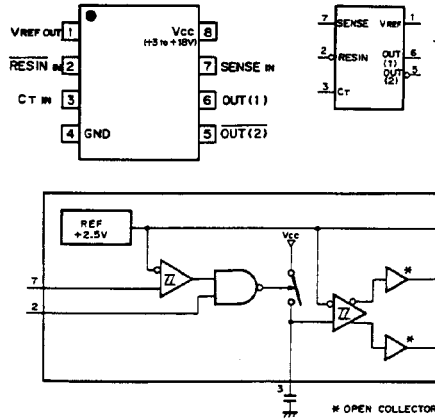 VREF OUT 1
Vcc 8
(+3 to +18V)
RESIN IN 2
7 SENSE IN
CT IN 3
6 OUT(1)
4 GND
5 OUT(2)
7 SENSE VREF 1
2 RESIN
OUT (1) 6
OUT (2) 5
3 CT
REF
+2.5V
Vcc
7
2
3
*
*
* OPEN COLLECTOR